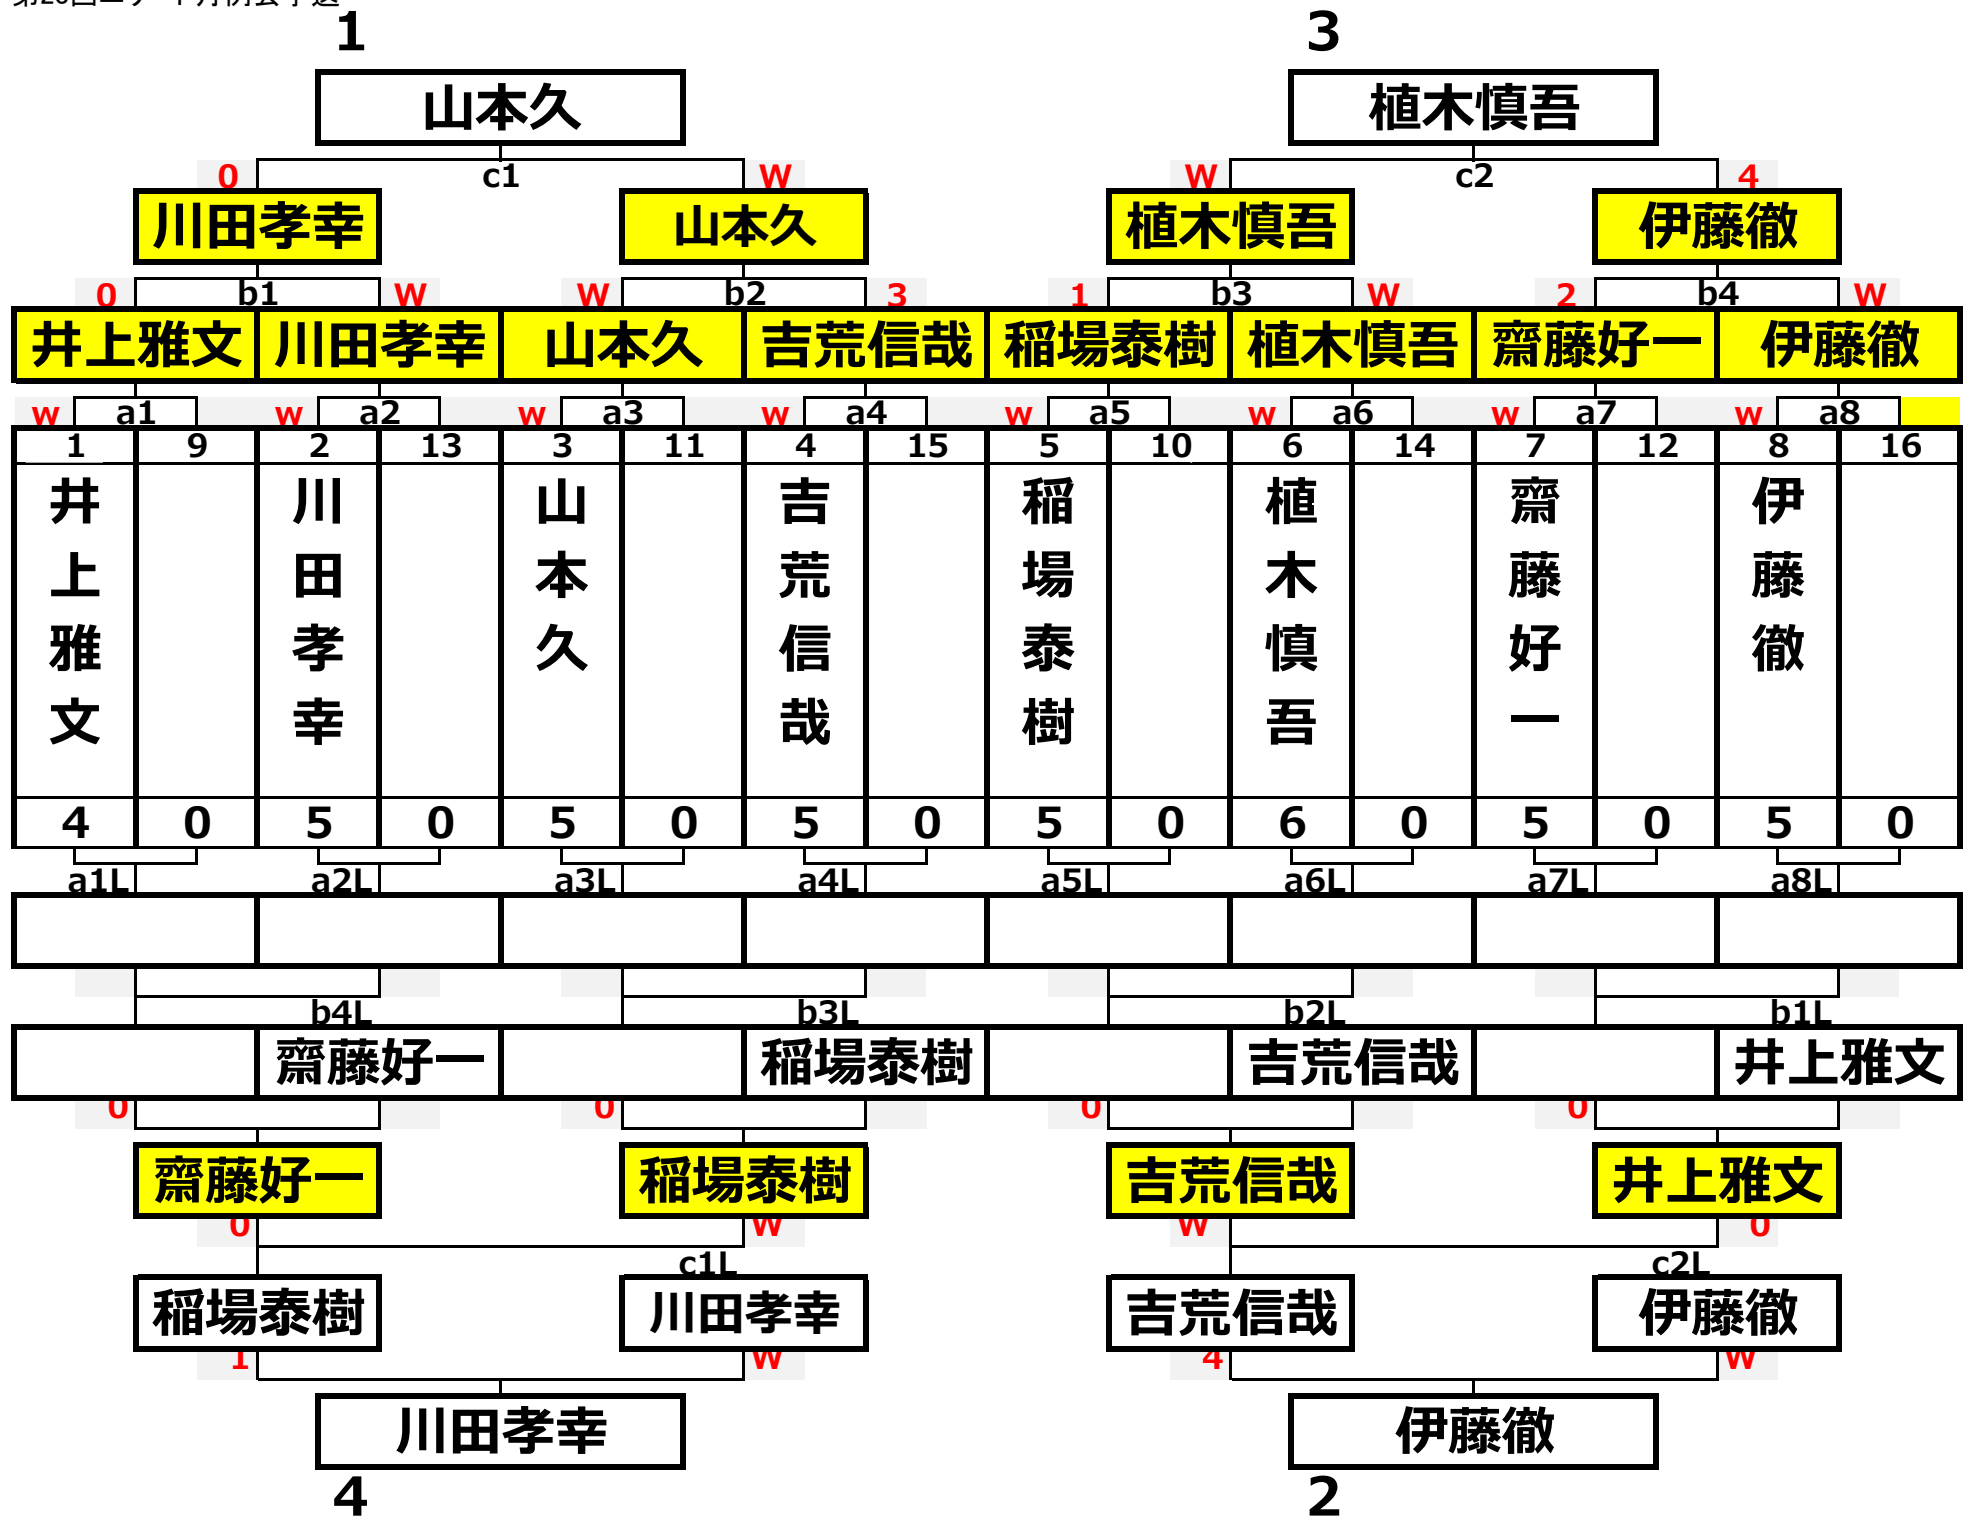 1 3
山本久 植木慎吾
0 c1 W W c2 4
川田孝幸 山本久 植木慎吾 伊藤徹
0 b1 W W b2 3 1 b3 W 2 b4 W
井上雅文 川田孝幸 山本久 吉荒信哉 稲場泰樹 植木慎吾 齋藤好一 伊藤徹
w a1 w a2 w a3 w a4 w a5 w a6 w a7 w a8
1 9 2 13 3 11 4 15 5 10 6 14 7 12 8 16
井上雅文 川田孝幸 山本久 吉荒信哉 稲場泰樹 植木慎吾 齋藤好一 伊藤徹
4 0 5 0 5 0 5 0 5 0 6 0 5 0 5 0
a1L a2L a3L a4L a5L a6L a7L a8L
b4L b3L b2L b1L
齋藤好一 稲場泰樹 吉荒信哉 井上雅文
0 0 0 0
齋藤好一 稲場泰樹 吉荒信哉 井上雅文
0 W W 0
c1L c2L
稲場泰樹 川田孝幸 吉荒信哉 伊藤徹
1 W 4 W
川田孝幸 伊藤徹
4 2